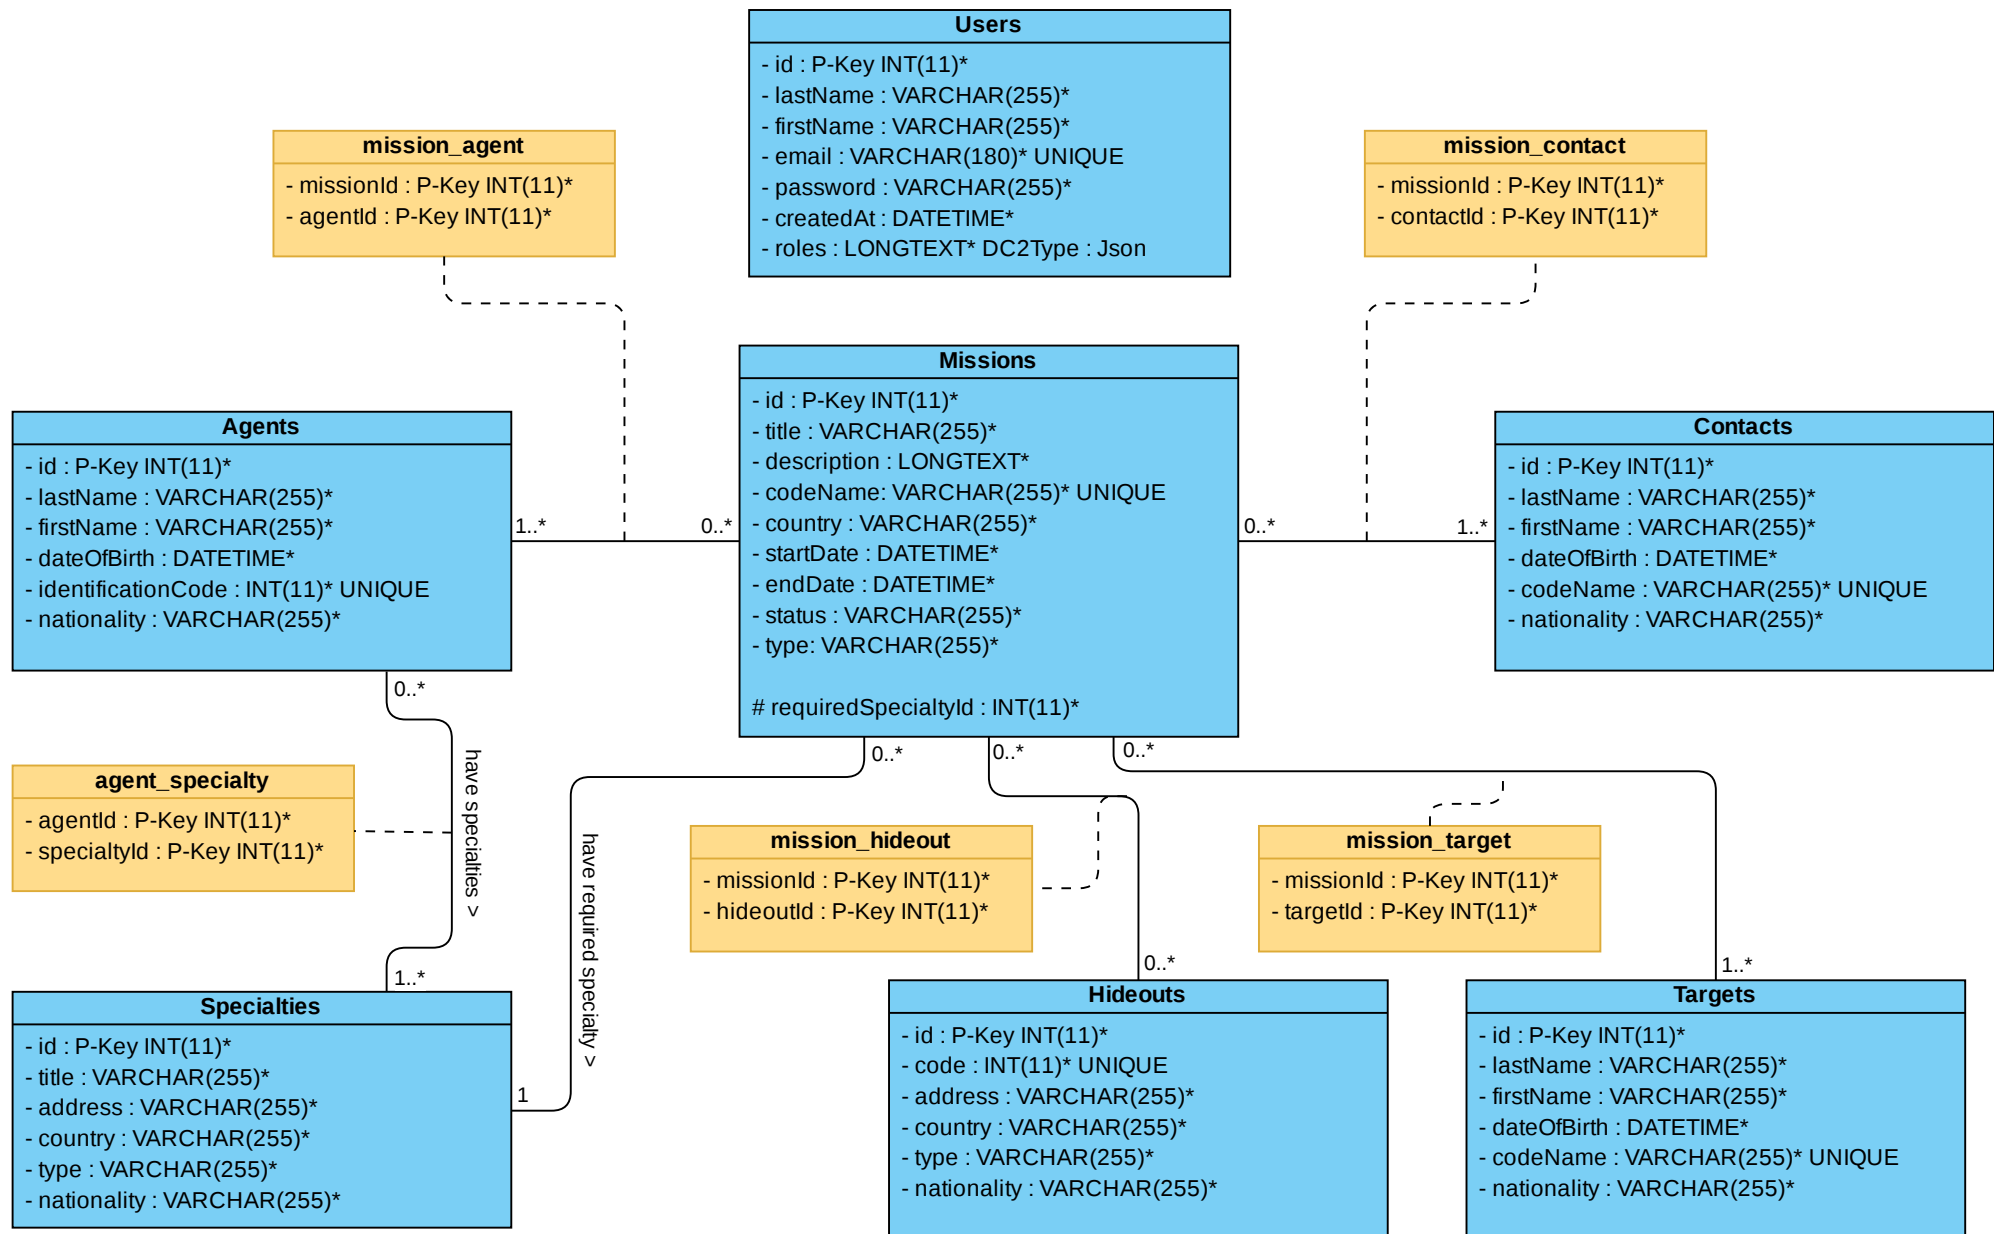 Users
- id : P-Key INT(11)*
- lastName : VARCHAR(255)*
- firstName : VARCHAR(255)*
- email : VARCHAR(180)* UNIQUE
- password : VARCHAR(255)*
- createdAt : DATETIME*
- roles : LONGTEXT* DC2Type : Json
mission_agent
- missionId : P-Key INT(11)*
- agentId : P-Key INT(11)*
mission_contact
- missionId : P-Key INT(11)*
- contactId : P-Key INT(11)*
Missions
- id : P-Key INT(11)*
- title : VARCHAR(255)*
- description : LONGTEXT*
- codeName: VARCHAR(255)* UNIQUE
- country : VARCHAR(255)*
- startDate : DATETIME*
- endDate : DATETIME*
- status : VARCHAR(255)*
- type: VARCHAR(255)*
# requiredSpecialtyId : INT(11)*
Agents
- id : P-Key INT(11)*
- lastName : VARCHAR(255)*
- firstName : VARCHAR(255)*
- dateOfBirth : DATETIME*
- identificationCode : INT(11)* UNIQUE
- nationality : VARCHAR(255)*
1..*
0..*
0..*
1..*
Contacts
- id : P-Key INT(11)*
- lastName : VARCHAR(255)*
- firstName : VARCHAR(255)*
- dateOfBirth : DATETIME*
- codeName : VARCHAR(255)* UNIQUE
- nationality : VARCHAR(255)*
0..*
0..*
0..*
0..*
have specialties >
have required specialty >
agent_specialty
- agentId : P-Key INT(11)*
- specialtyId : P-Key INT(11)*
mission_hideout
- missionId : P-Key INT(11)*
- hideoutId : P-Key INT(11)*
mission_target
- missionId : P-Key INT(11)*
- targetId : P-Key INT(11)*
1..*
0..*
1..*
1
Specialties
- id : P-Key INT(11)*
- title : VARCHAR(255)*
- address : VARCHAR(255)*
- country : VARCHAR(255)*
- type : VARCHAR(255)*
- nationality : VARCHAR(255)*
Hideouts
- id : P-Key INT(11)*
- code : INT(11)* UNIQUE
- address : VARCHAR(255)*
- country : VARCHAR(255)*
- type : VARCHAR(255)*
- nationality : VARCHAR(255)*
Targets
- id : P-Key INT(11)*
- lastName : VARCHAR(255)*
- firstName : VARCHAR(255)*
- dateOfBirth : DATETIME*
- codeName : VARCHAR(255)* UNIQUE
- nationality : VARCHAR(255)*